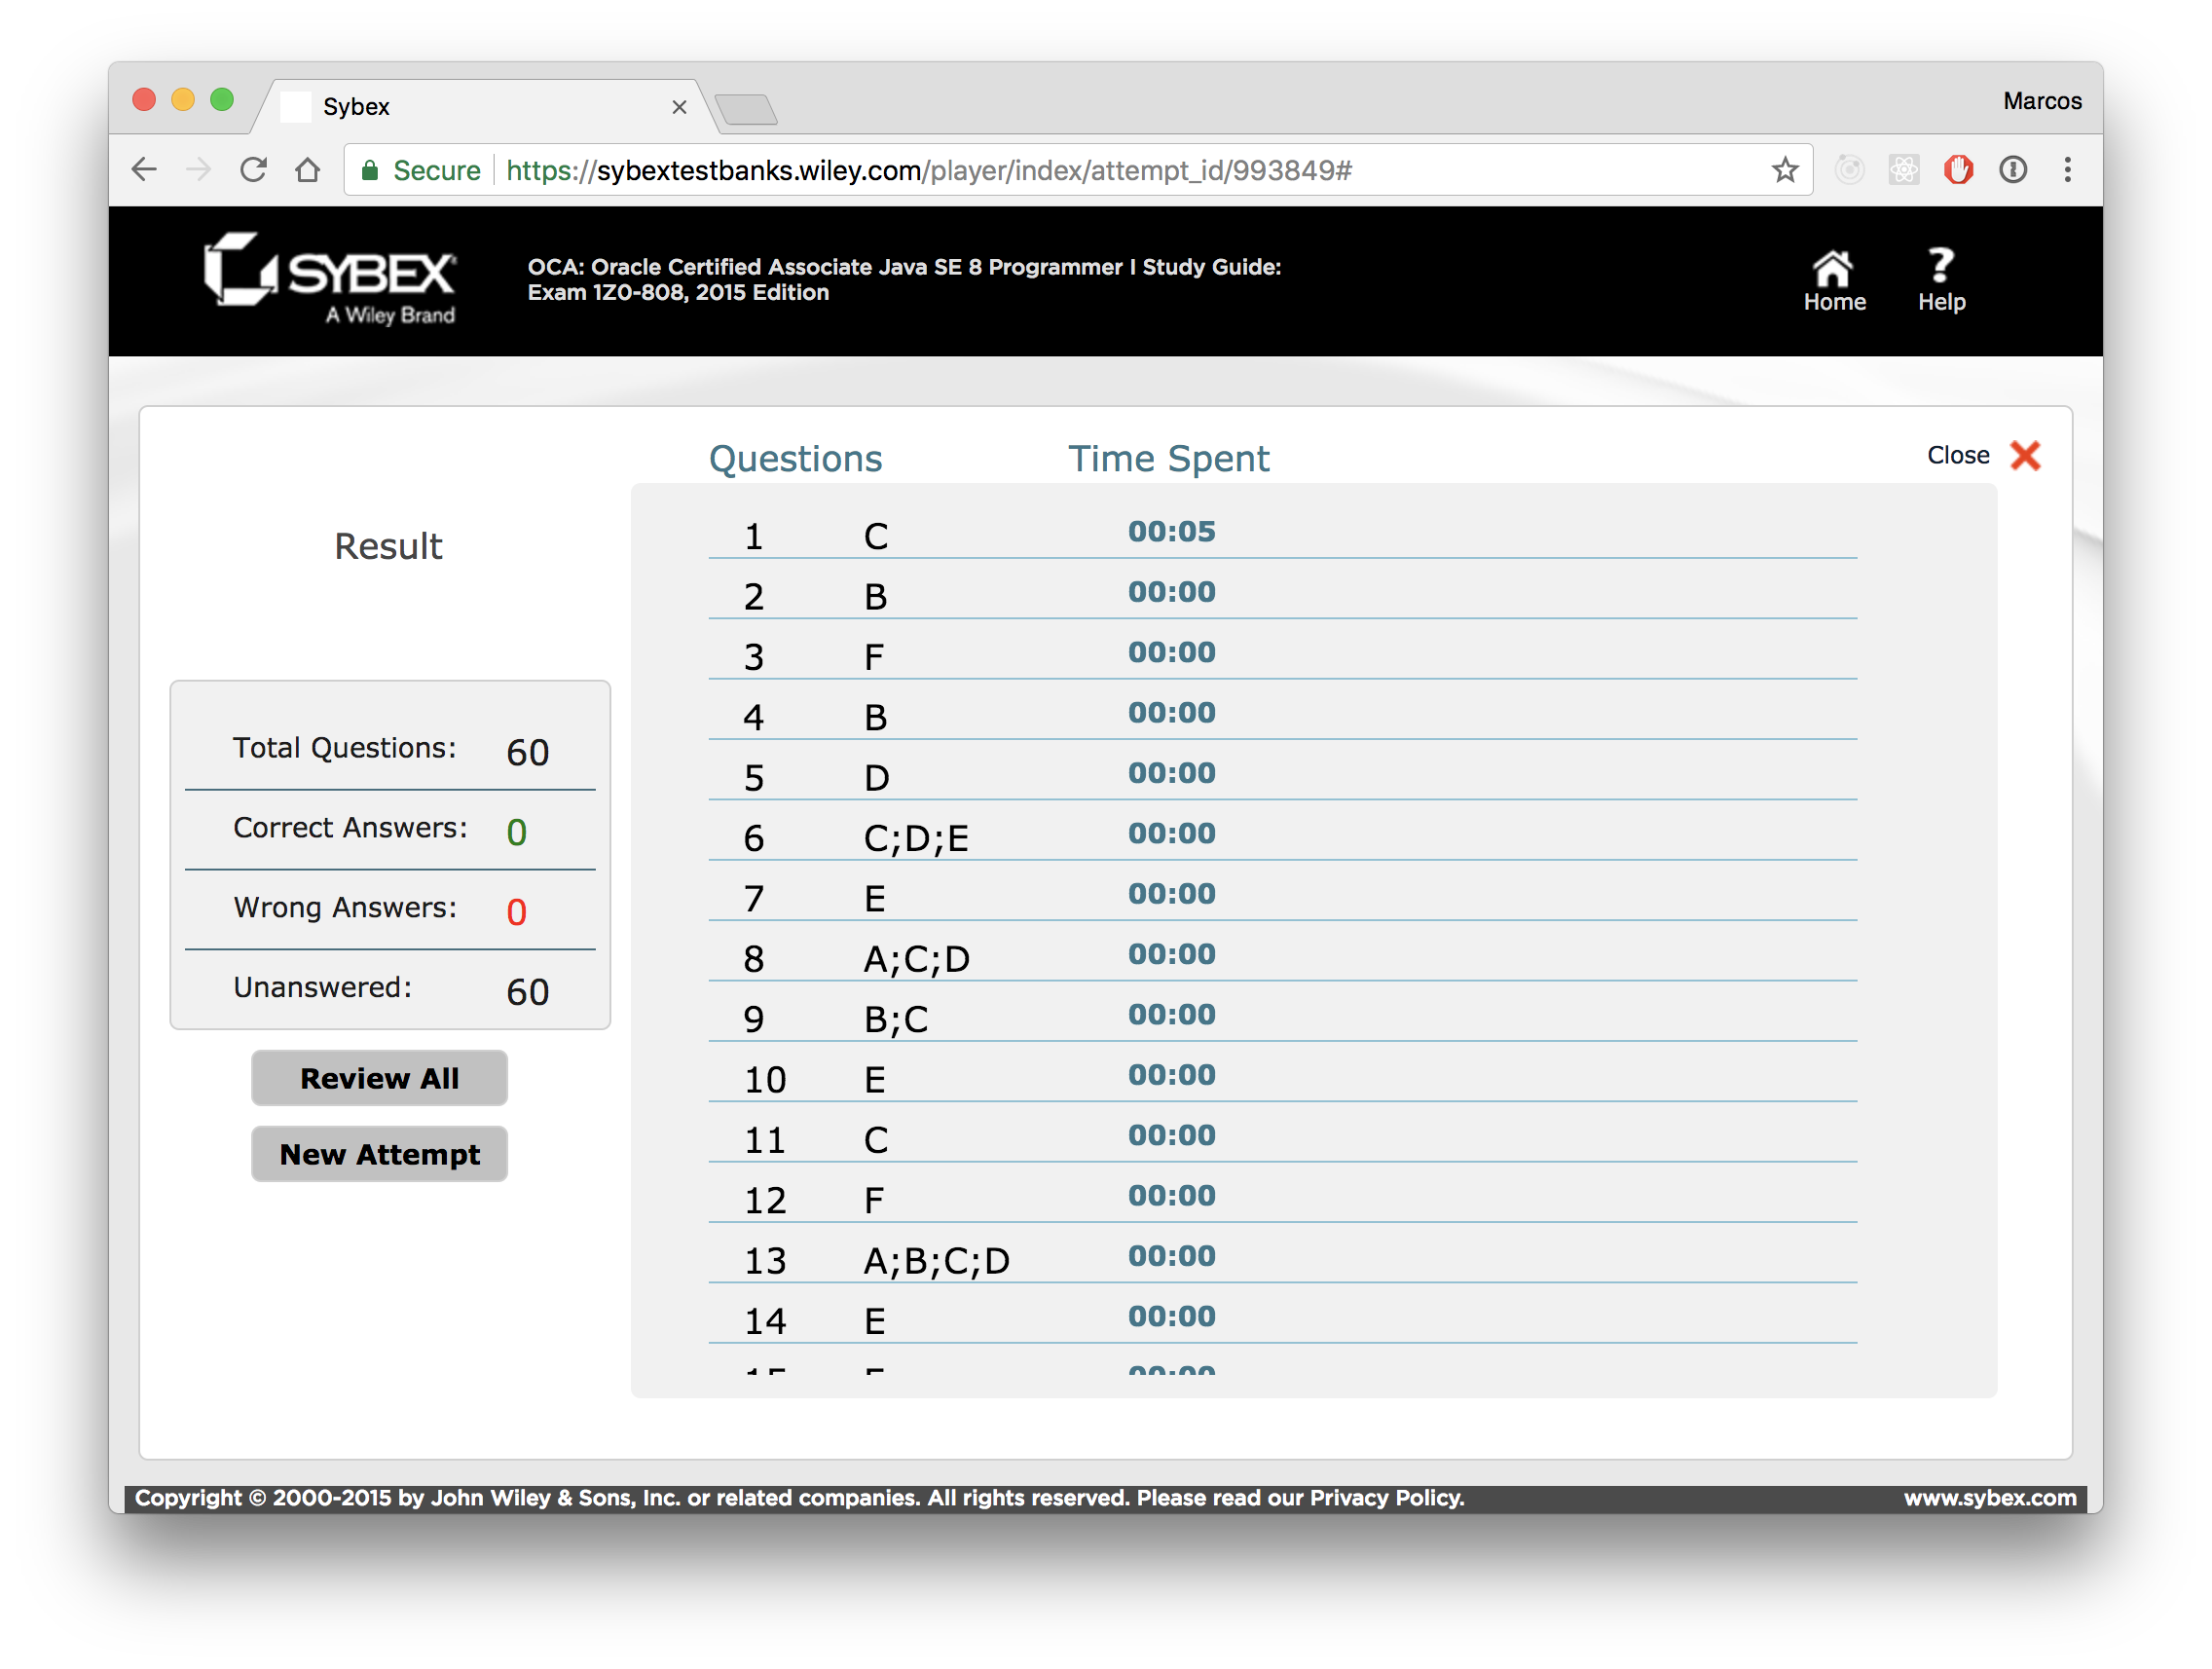 Sybex
Marcos
Secure https://sybextestbanks.wiley.com/player/index/attempt_id/993849#
SYBEX
A Wiley Brand
OCA: Oracle Certified Associate Java SE 8 Programmer I Study Guide:
Exam 1Z0-808, 2015 Edition
Home
?
Help
Questions Time Spent
Close
Result
Total Questions: 60
Correct Answers: 0
Wrong Answers: 0
Unanswered: 60
Review All
New Attempt
1 C 00:05
2 B 00:00
3 F 00:00
4 B 00:00
5 D 00:00
6 C;D;E 00:00
7 E 00:00
8 A;C;D 00:00
9 B;C 00:00
10 E 00:00
11 C 00:00
12 F 00:00
13 A;B;C;D 00:00
14 E 00:00
Copyright © 2000-2015 by John Wiley & Sons, Inc. or related companies. All rights reserved. Please read our Privacy Policy.
www.sybex.com